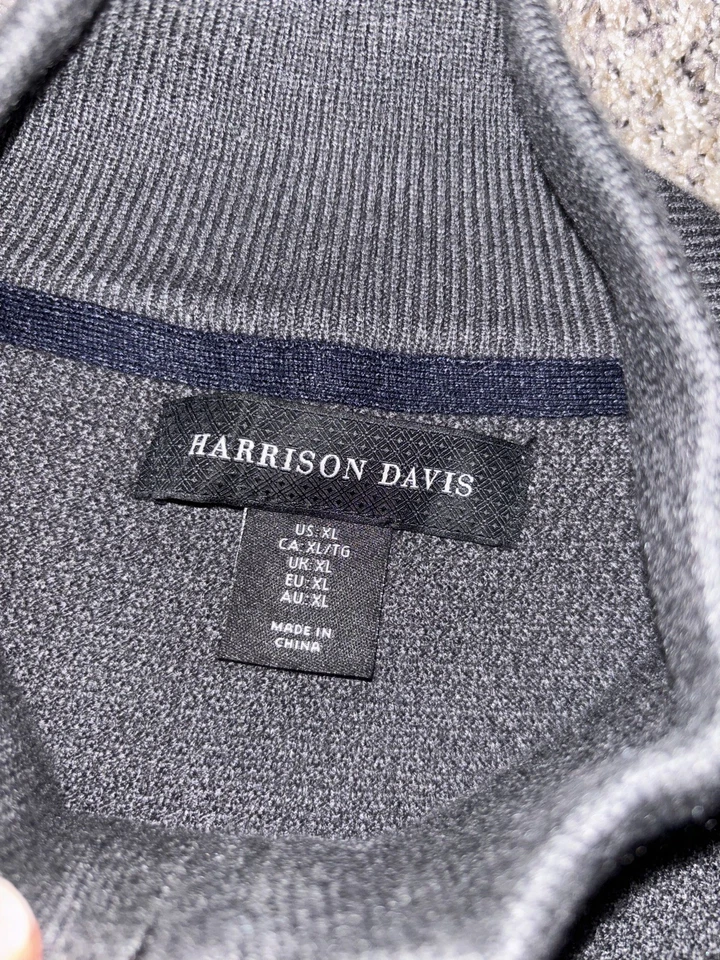 HARRISON DAVIS
US: XL
CA: XL/TG
UK: XL
EU: XL
AU: XL
MADE IN
CHINA